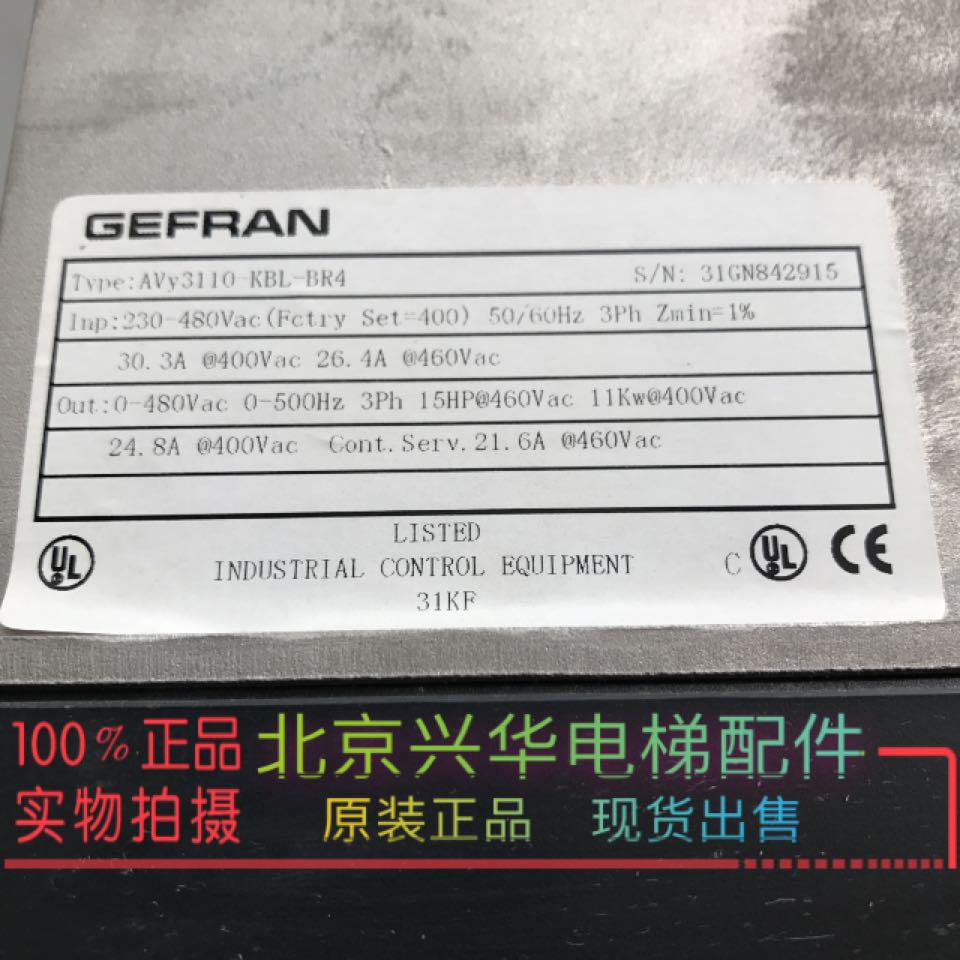 GEFRAN
Type:AVy3110-KBL-BR4 S/N: 31GN842915
Inp:230-480Vac(Fctry Set=400) 50/60Hz 3Ph Zmin=1%
30.3A @400Vac 26.4A @460Vac
Out:0-480Vac 0-500Hz 3Ph 15HP@460Vac 11Kw@400Vac
24.8A @400Vac Cont.Serv.21.6A @460Vac
LISTED
UL INDUSTRIAL CONTROL EQUIPMENT C UL CE
31KF
100%正品 北京兴华电梯配件
实物拍摄 原装正品 现货出售